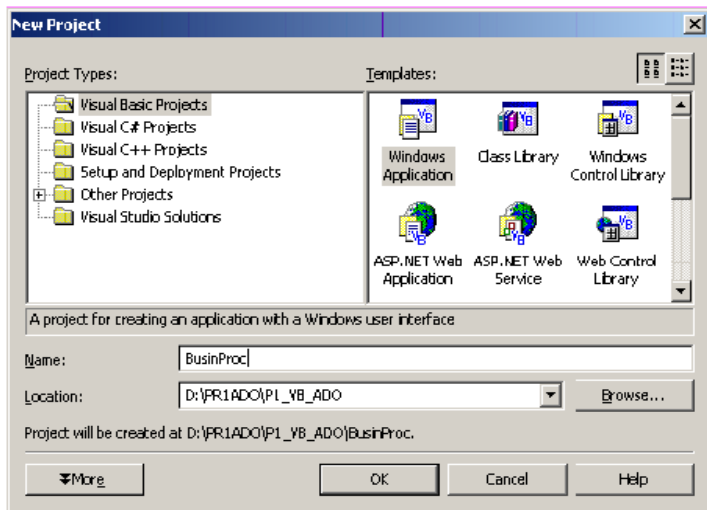 New Project
Project Types:
Templates:
Visual Basic Projects
Visual C# Projects
Visual C++ Projects
Setup and Deployment Projects
Other Projects
Visual Studio Solutions
Windows Application
Class Library
Windows Control Library
ASP.NET Web Application
ASP.NET Web Service
Web Control Library
A project for creating an application with a Windows user interface
Name:
BusinProc
Location:
D:\PR1ADO\P1_VB_ADO
Browse...
Project will be created at D:\PR1ADO\P1_VB_ADO\BusinProc.
More
OK
Cancel
Help